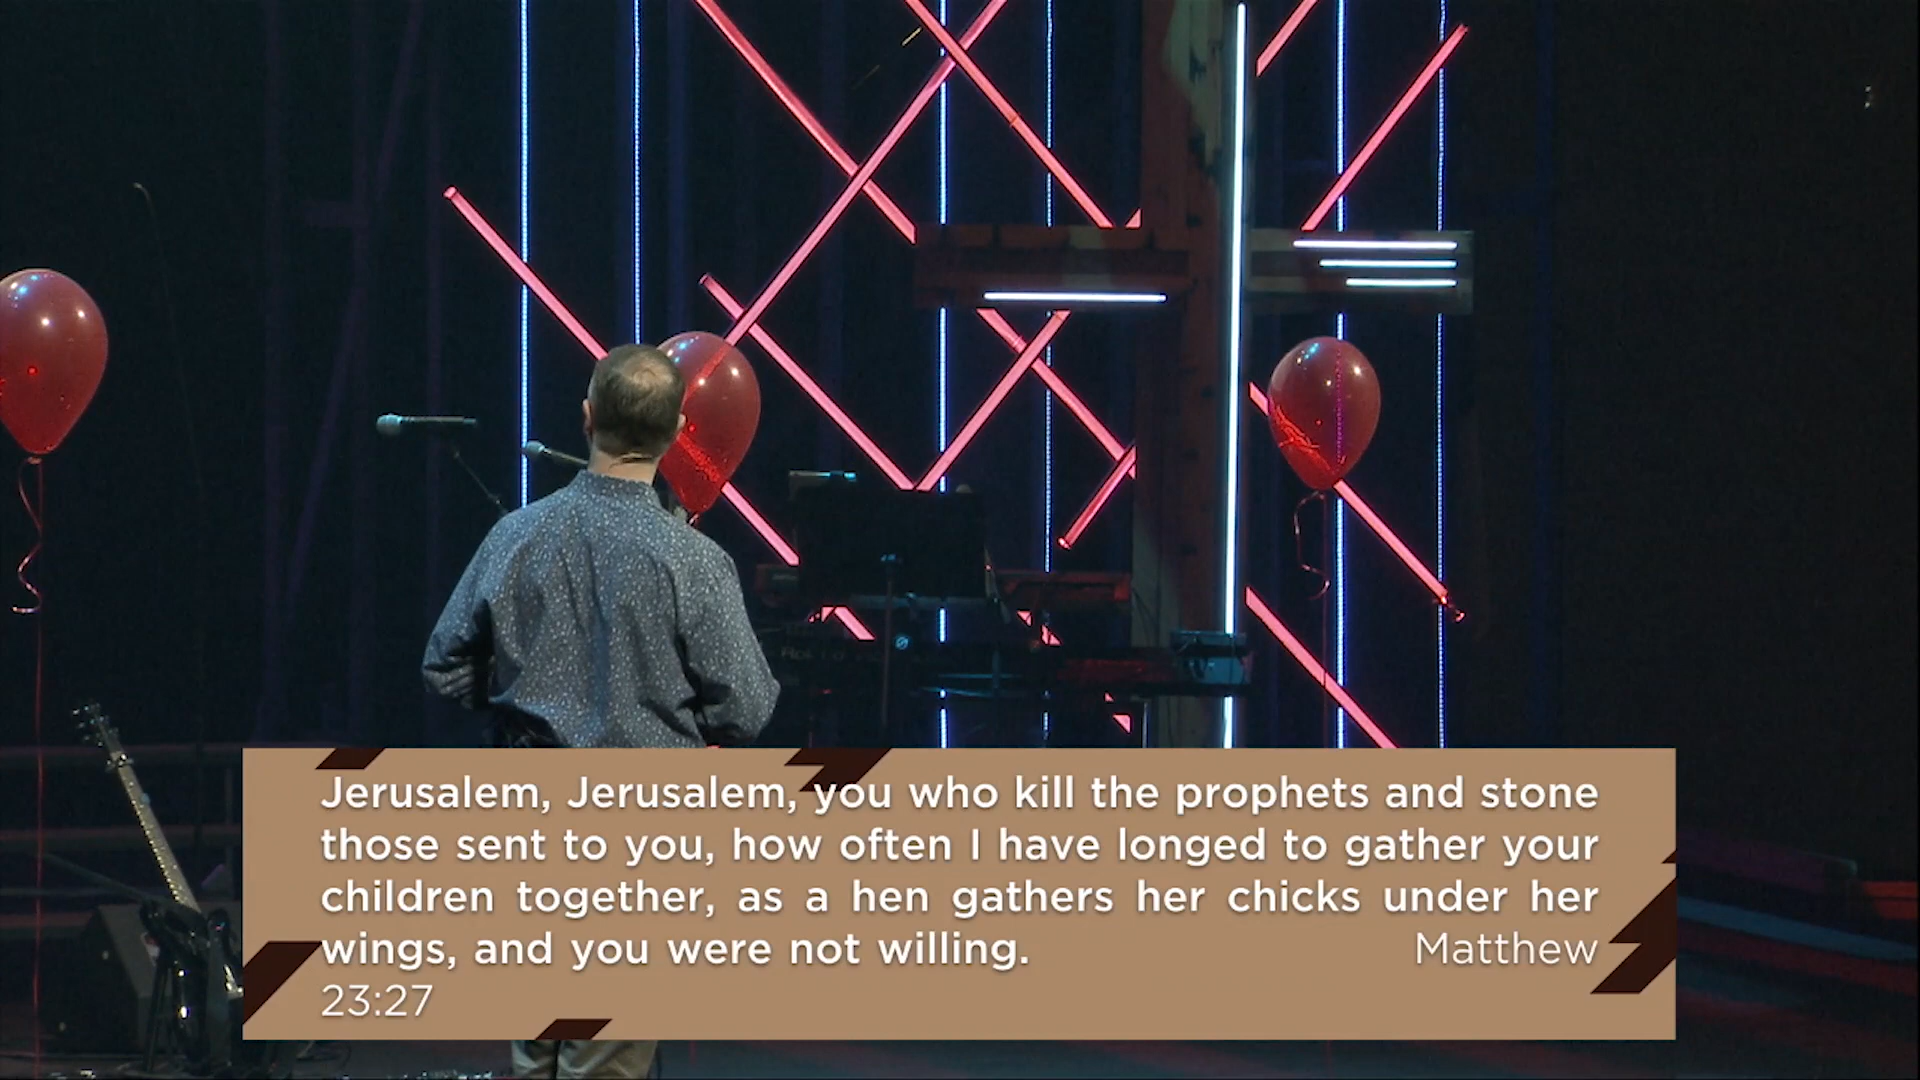 Jerusalem, Jerusalem, you who kill the prophets and stone
those sent to you, how often I have longed to gather your
children together, as a hen gathers her chicks under her
wings, and you were not willing. Matthew
23:27